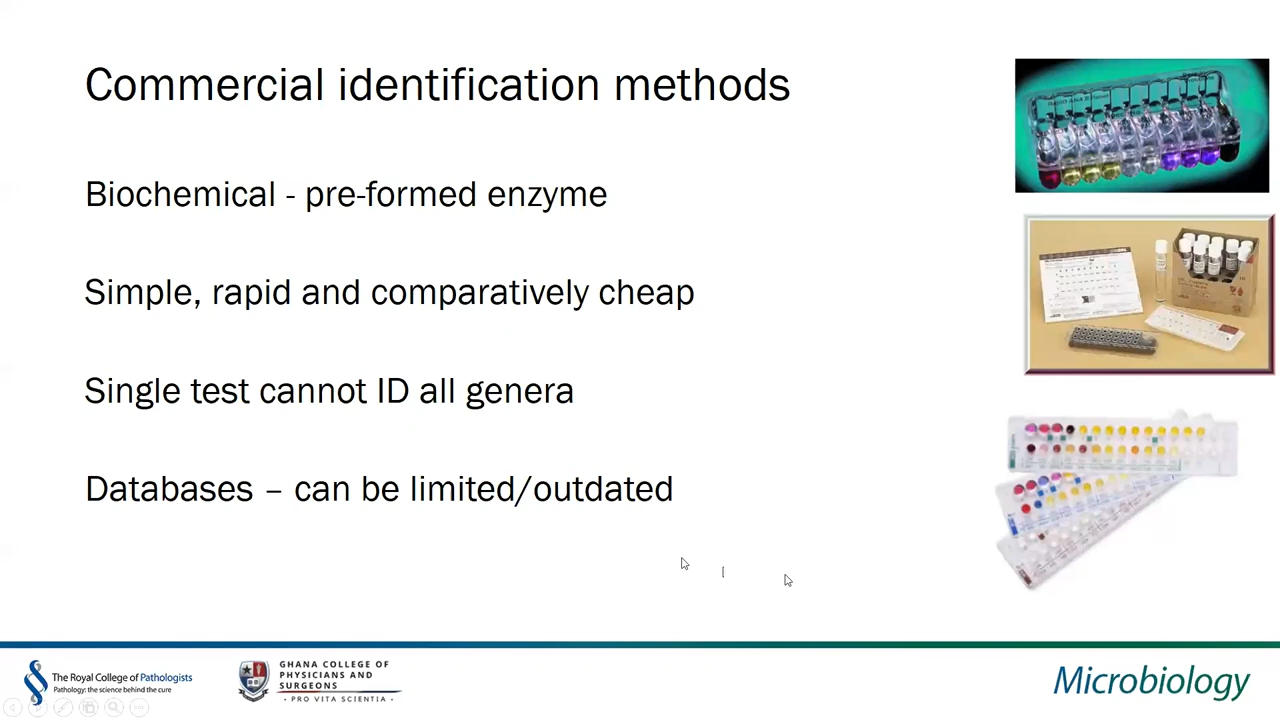 Commercial identification methods
Biochemical - pre-formed enzyme
Simple, rapid and comparatively cheap
Single test cannot ID all genera
Databases – can be limited/outdated
The Royal College of Pathologists
Pathology: the science behind the cure
GHANA COLLEGE OF
PHYSICIANS AND
SURGEONS
- PRO VITA SCIENTIA -
Microbiology